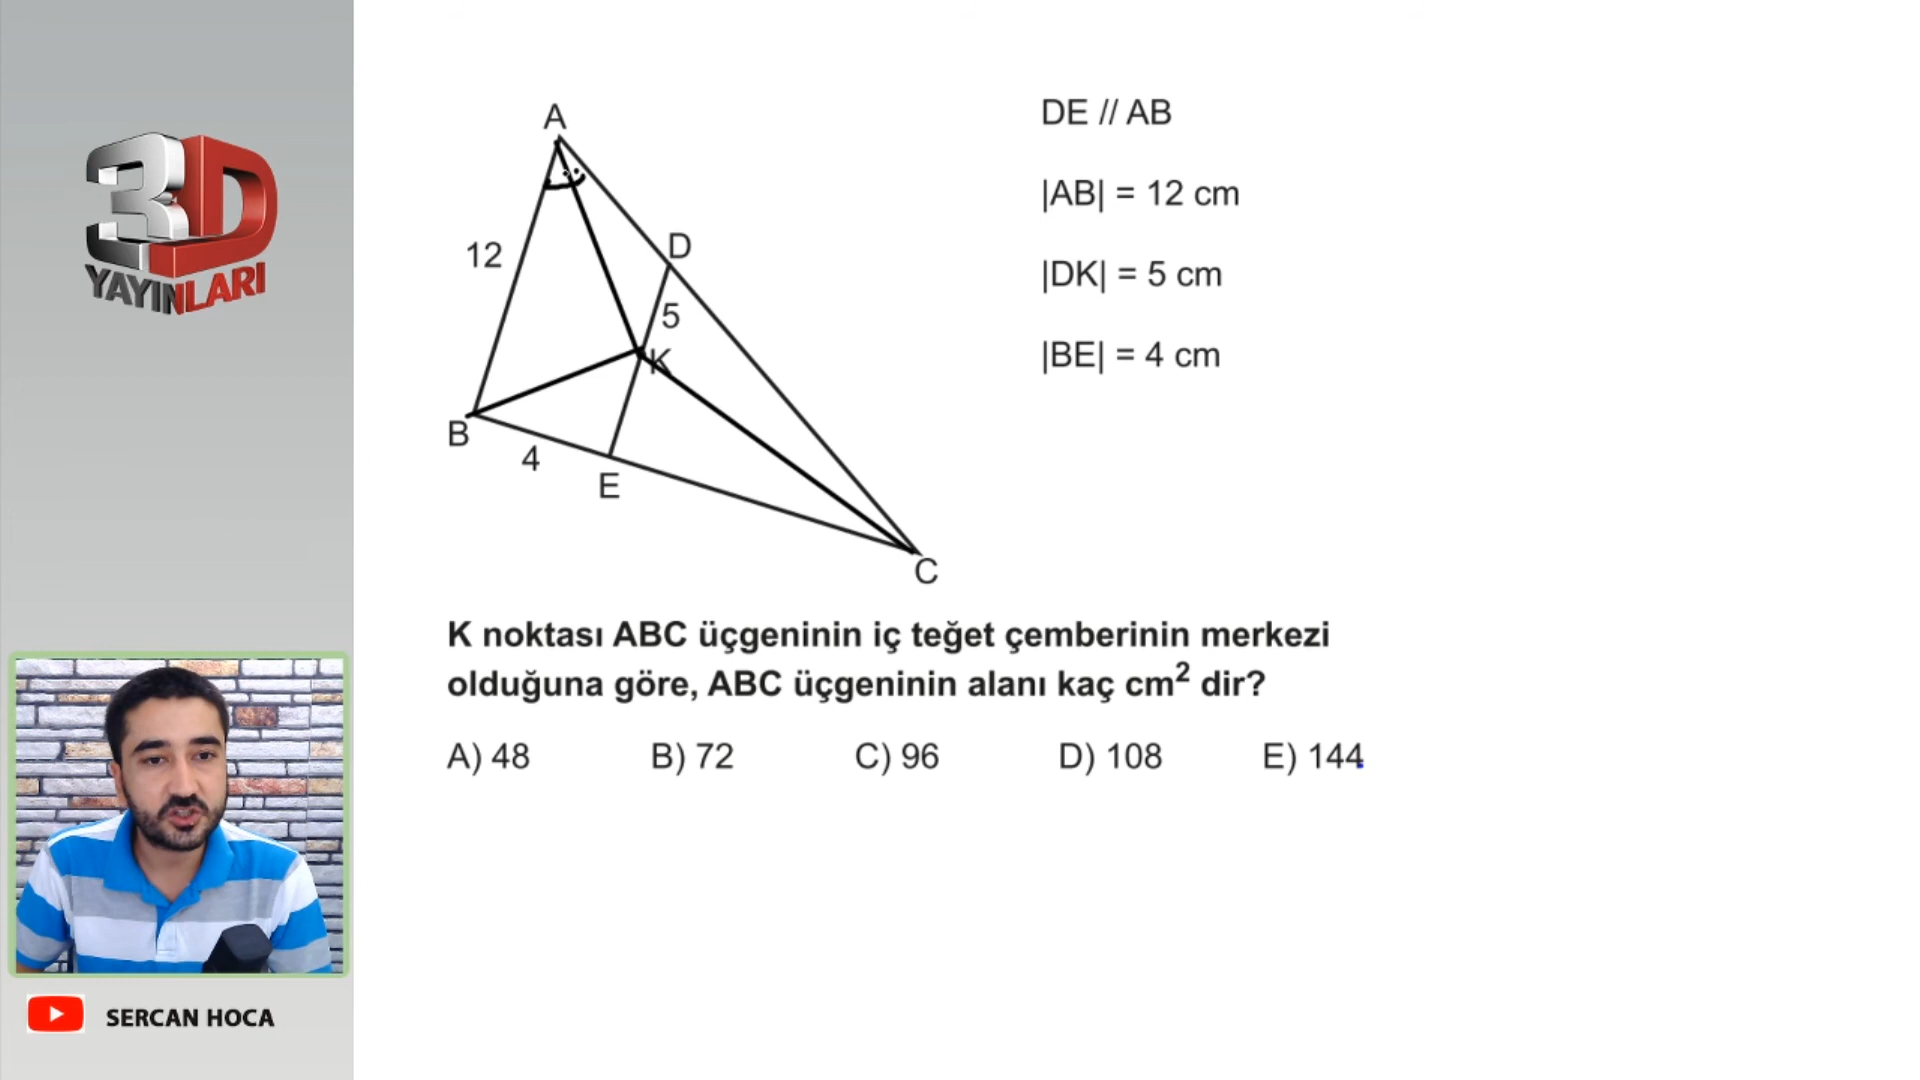 3D
YAYINLARI
A
12
D
5
K
B
4
E
C
DE // AB
|AB| = 12 cm
|DK| = 5 cm
|BE| = 4 cm
K noktası ABC üçgeninin iç teğet çemberinin merkezi
olduğuna göre, ABC üçgeninin alanı kaç cm² dir?
A) 48 B) 72 C) 96 D) 108 E) 144
SERCAN HOCA